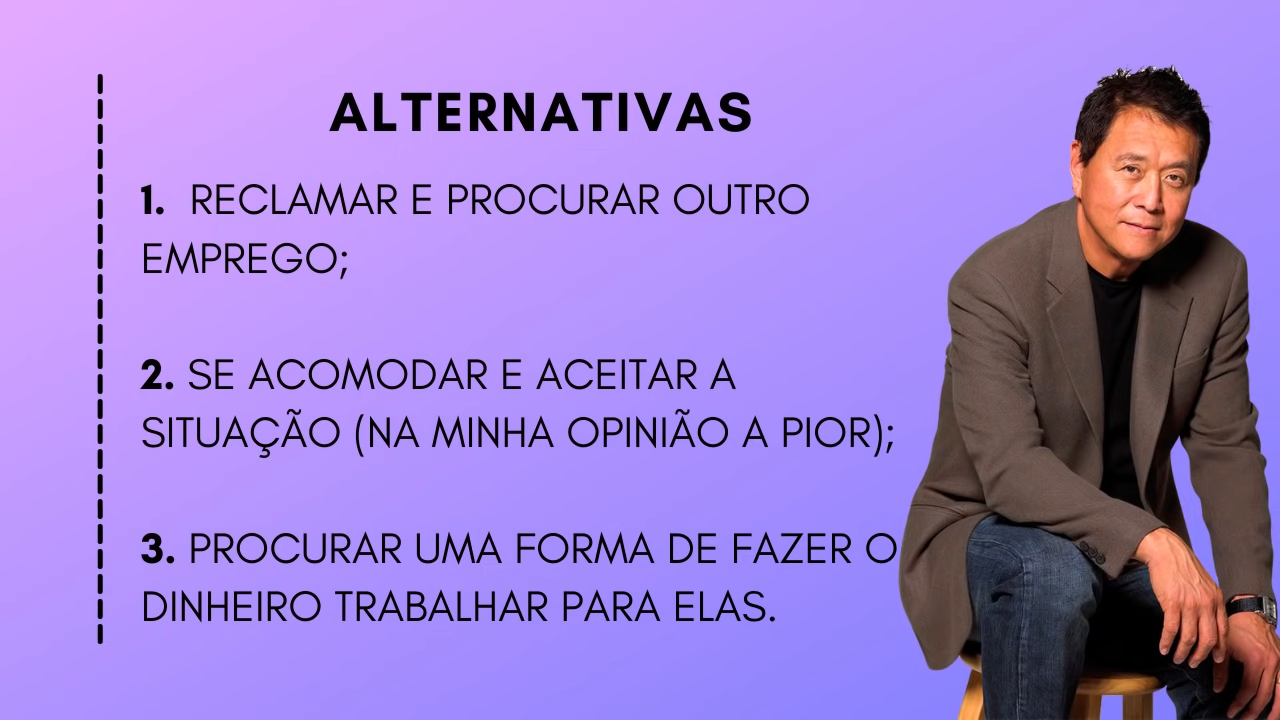 ALTERNATIVAS
1. RECLAMAR E PROCURAR OUTRO
EMPREGO;
2. SE ACOMODAR E ACEITAR A
SITUAÇÃO (NA MINHA OPINIÃO A PIOR);
3. PROCURAR UMA FORMA DE FAZER O
DINHEIRO TRABALHAR PARA ELAS.